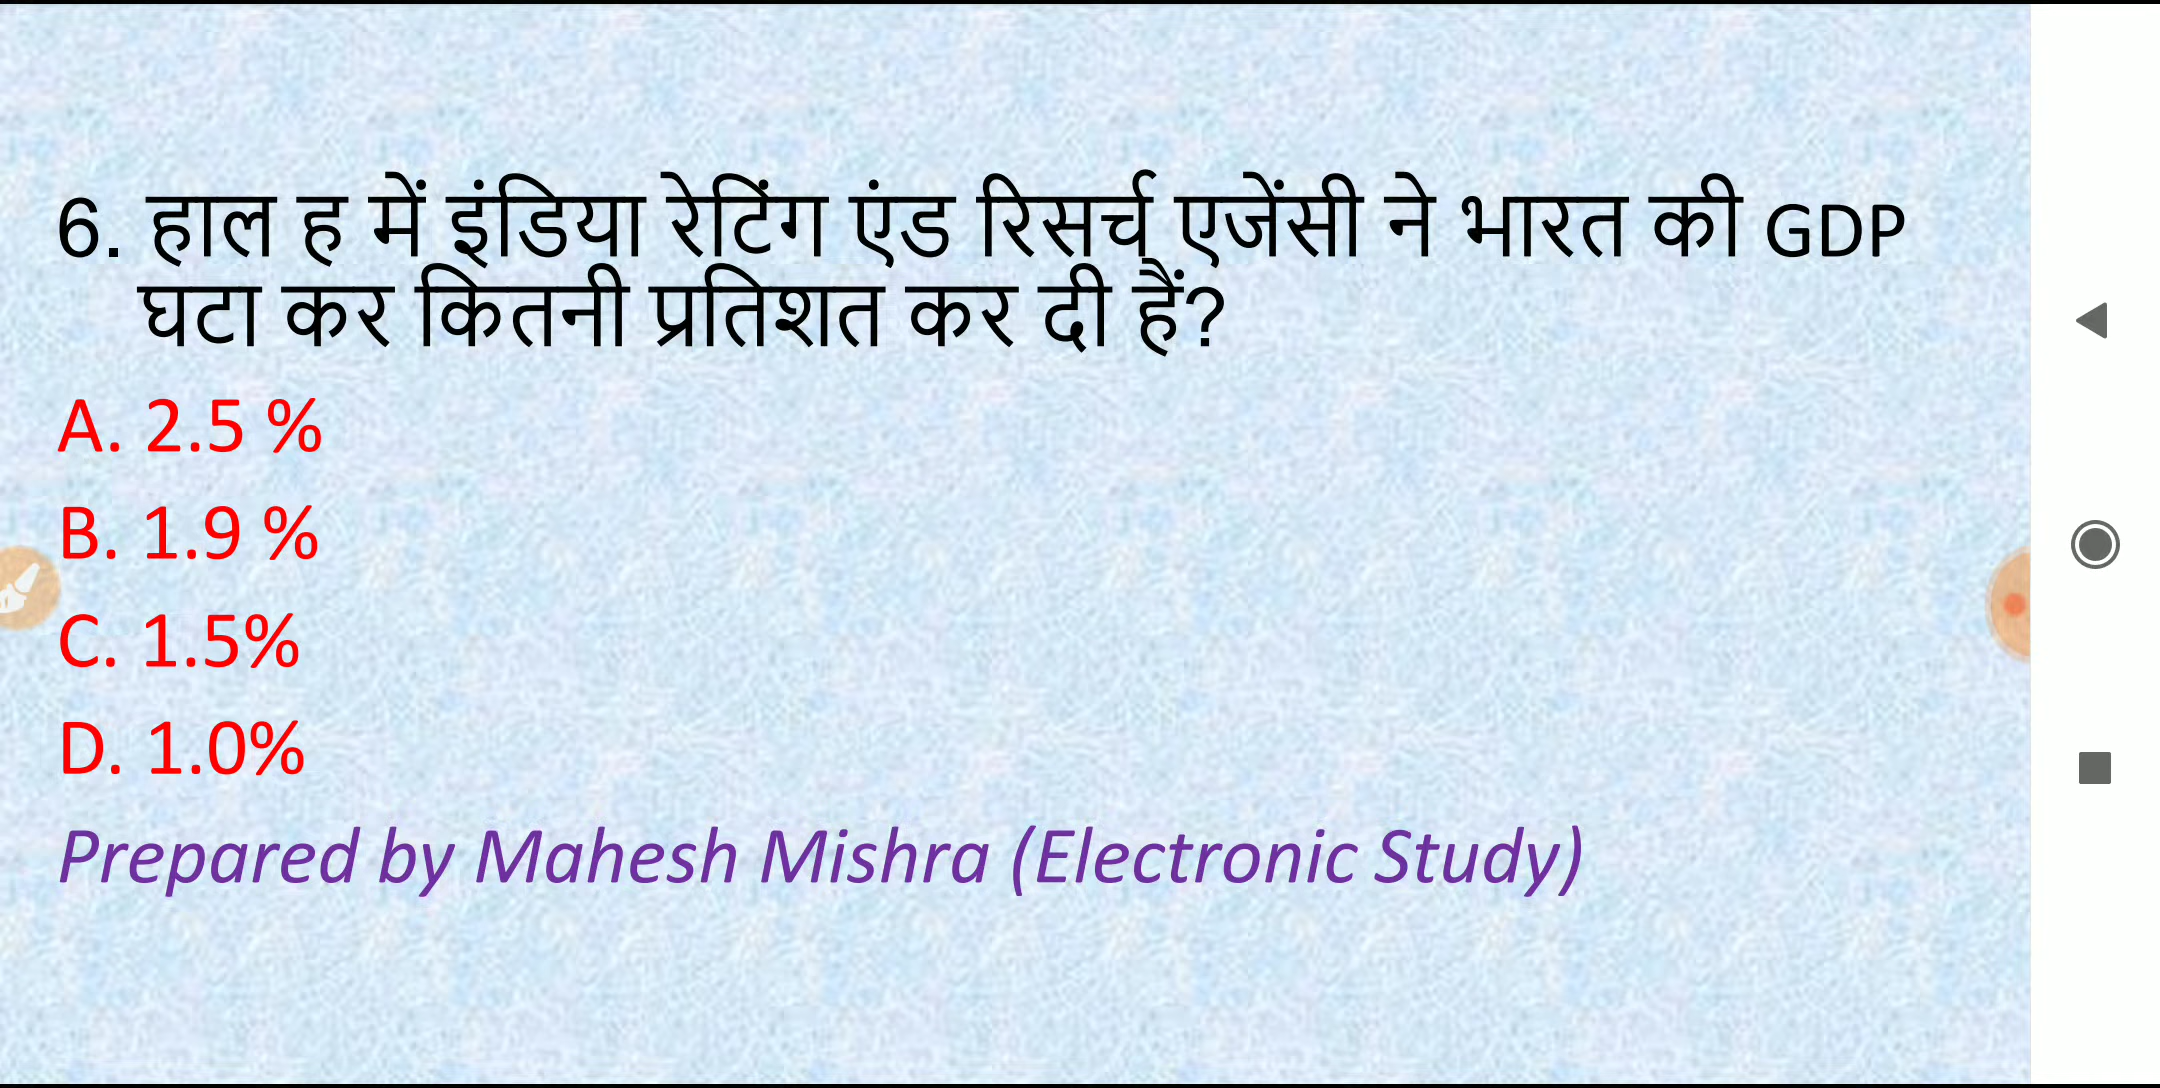 6. हाल ह में इंडिया रेटिंग एंड रिसर्च एजेंसी ने भारत की GDP
घटा कर कितनी प्रतिशत कर दी हैं?
A. 2.5 %
B. 1.9 %
C. 1.5%
D. 1.0%
Prepared by Mahesh Mishra (Electronic Study)